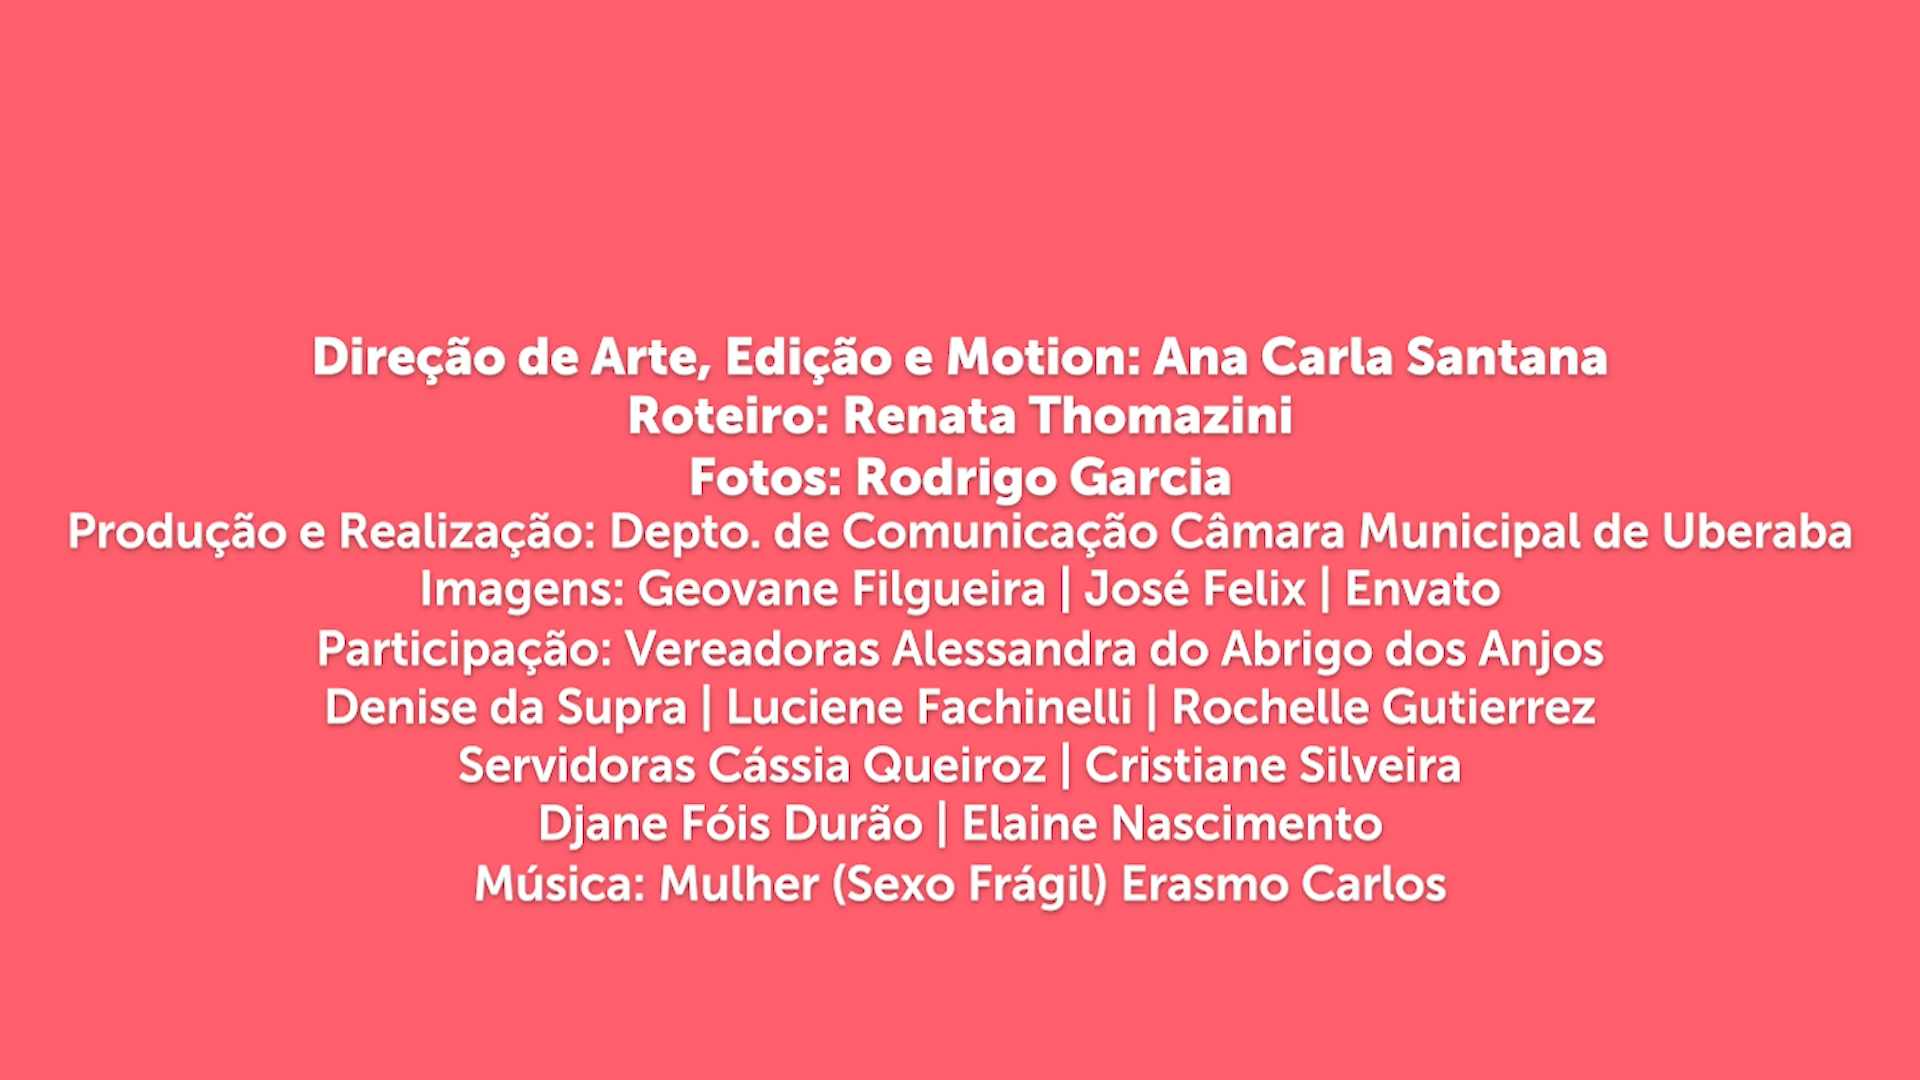 Direção de Arte, Edição e Motion: Ana Carla Santana
Roteiro: Renata Thomazini
Fotos: Rodrigo Garcia
Produção e Realização: Depto. de Comunicação Câmara Municipal de Uberaba
Imagens: Geovane Filgueira | José Felix | Envato
Participação: Vereadoras Alessandra do Abrigo dos Anjos
Denise da Supra | Luciene Fachinelli | Rochelle Gutierrez
Servidoras Cássia Queiroz | Cristiane Silveira
Djane Fóis Durão | Elaine Nascimento
Música: Mulher (Sexo Frágil) Erasmo Carlos